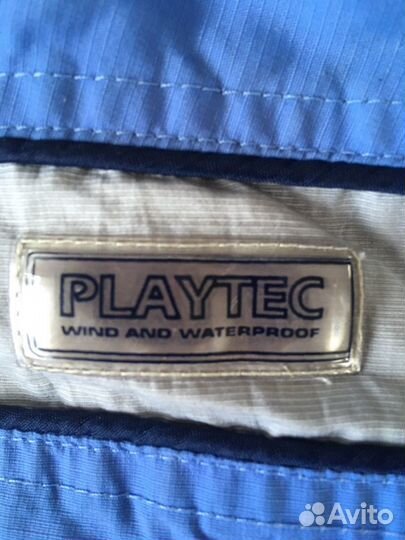 PLAYTEC
WIND AND WATERPROOF
Avito